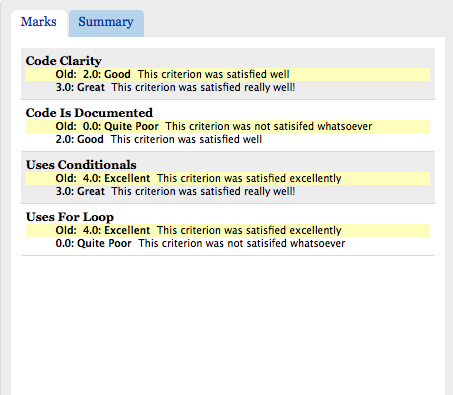 Marks Summary
Code Clarity
Old: 2.0: Good This criterion was satisfied well
3.0: Great This criterion was satisfied really well!
Code Is Documented
Old: 0.0: Quite Poor This criterion was not satisifed whatsoever
2.0: Good This criterion was satisfied well
Uses Conditionals
Old: 4.0: Excellent This criterion was satisfied excellently
3.0: Great This criterion was satisfied really well!
Uses For Loop
Old: 4.0: Excellent This criterion was satisfied excellently
0.0: Quite Poor This criterion was not satisifed whatsoever